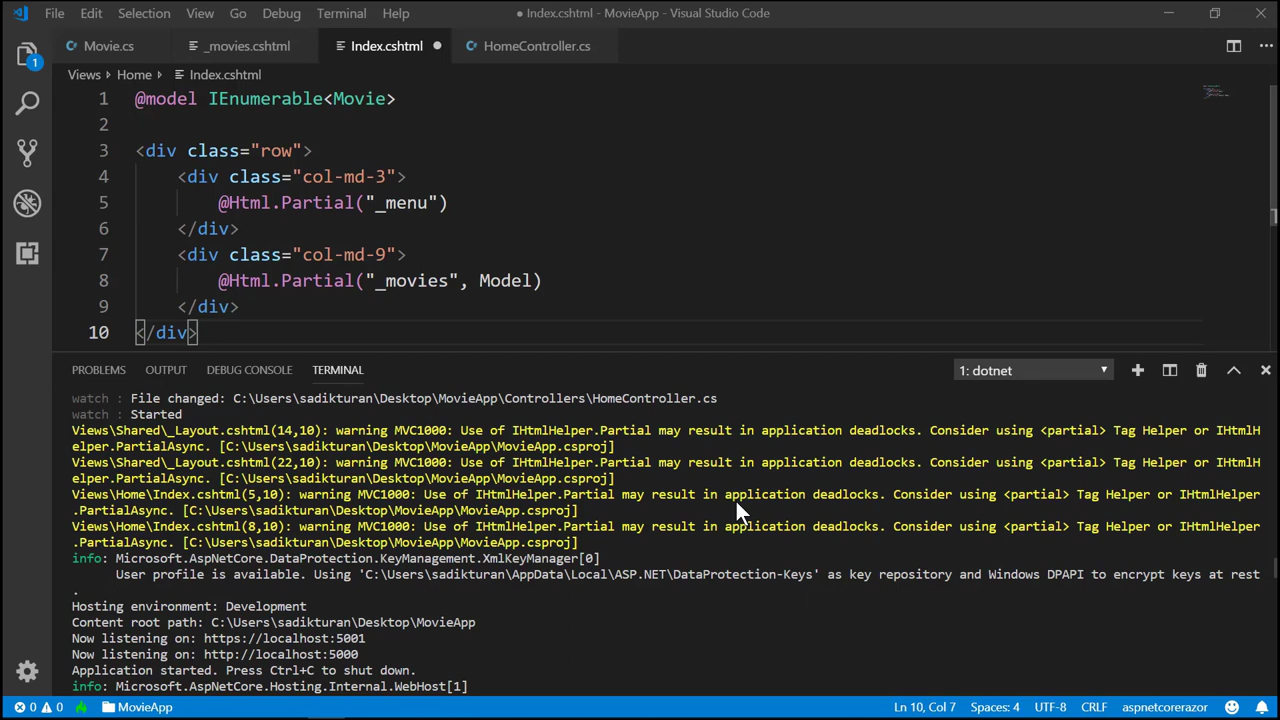 File Edit Selection View Go Debug Terminal Help ● Index.cshtml - MovieApp - Visual Studio Code
Movie.cs _movies.cshtml Index.cshtml ● HomeController.cs
1
Views > Home > Index.cshtml
1 @model IEnumerable<Movie>
2
3 <div class="row">
4 <div class="col-md-3">
5 @Html.Partial("_menu")
6 </div>
7 <div class="col-md-9">
8 @Html.Partial("_movies", Model)
9 </div>
10 </div>
PROBLEMS OUTPUT DEBUG CONSOLE TERMINAL 1: dotnet
watch : File changed: C:\Users\sadikturan\Desktop\MovieApp\Controllers\HomeController.cs
watch : Started
Views\Shared\_Layout.cshtml(14,10): warning MVC1000: Use of IHtmlHelper.Partial may result in application deadlocks. Consider using <partial> Tag Helper or IHtmlH
elper.PartialAsync. [C:\Users\sadikturan\Desktop\MovieApp\MovieApp.csproj]
Views\Shared\_Layout.cshtml(22,10): warning MVC1000: Use of IHtmlHelper.Partial may result in application deadlocks. Consider using <partial> Tag Helper or IHtmlH
elper.PartialAsync. [C:\Users\sadikturan\Desktop\MovieApp\MovieApp.csproj]
Views\Home\Index.cshtml(5,10): warning MVC1000: Use of IHtmlHelper.Partial may result in application deadlocks. Consider using <partial> Tag Helper or IHtmlHelper
.PartialAsync. [C:\Users\sadikturan\Desktop\MovieApp\MovieApp.csproj]
Views\Home\Index.cshtml(8,10): warning MVC1000: Use of IHtmlHelper.Partial may result in application deadlocks. Consider using <partial> Tag Helper or IHtmlHelper
.PartialAsync. [C:\Users\sadikturan\Desktop\MovieApp\MovieApp.csproj]
info: Microsoft.AspNetCore.DataProtection.KeyManagement.XmlKeyManager[0]
User profile is available. Using 'C:\Users\sadikturan\AppData\Local\ASP.NET\DataProtection-Keys' as key repository and Windows DPAPI to encrypt keys at rest
.
Hosting environment: Development
Content root path: C:\Users\sadikturan\Desktop\MovieApp
Now listening on: https://localhost:5001
Now listening on: http://localhost:5000
Application started. Press Ctrl+C to shut down.
info: Microsoft.AspNetCore.Hosting.Internal.WebHost[1]
0 0 MovieApp Ln 10, Col 7 Spaces: 4 UTF-8 CRLF aspnetcorerazor